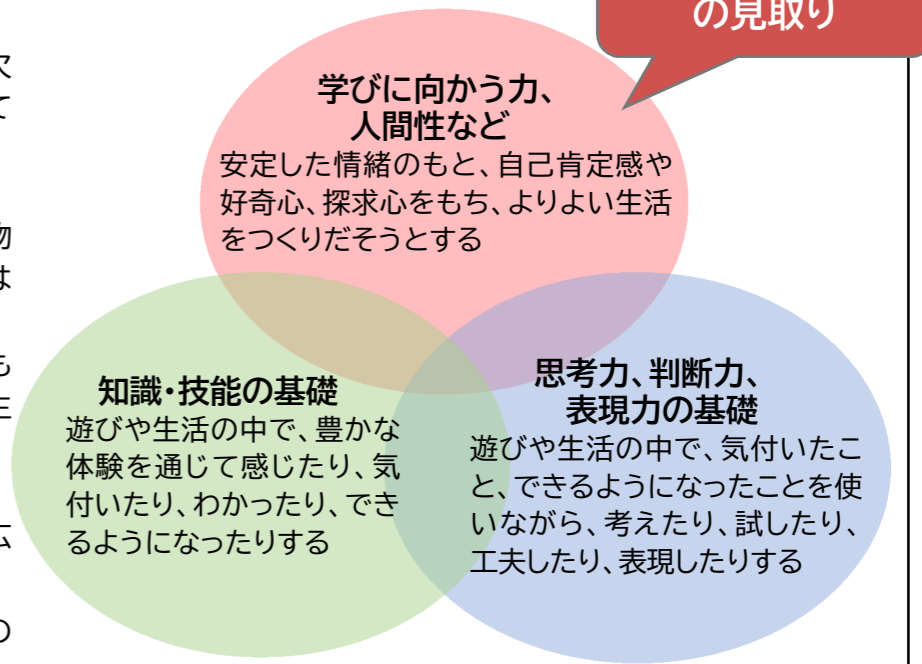 の見取り
学びに向かう力、
人間性など
安定した情緒のもと、自己肯定感や
好奇心、探求心をもち、よりよい生活
をつくりだそうとする
知識・技能の基礎
遊びや生活の中で、豊かな
体験を通じて感じたり、気
付いたり、わかったり、でき
るようになったりする
思考力、判断力、
表現力の基礎
遊びや生活の中で、気付いたこ
と、できるようになったことを使
いながら、考えたり、試したり、
工夫したり、表現したりする
て
は
も
の